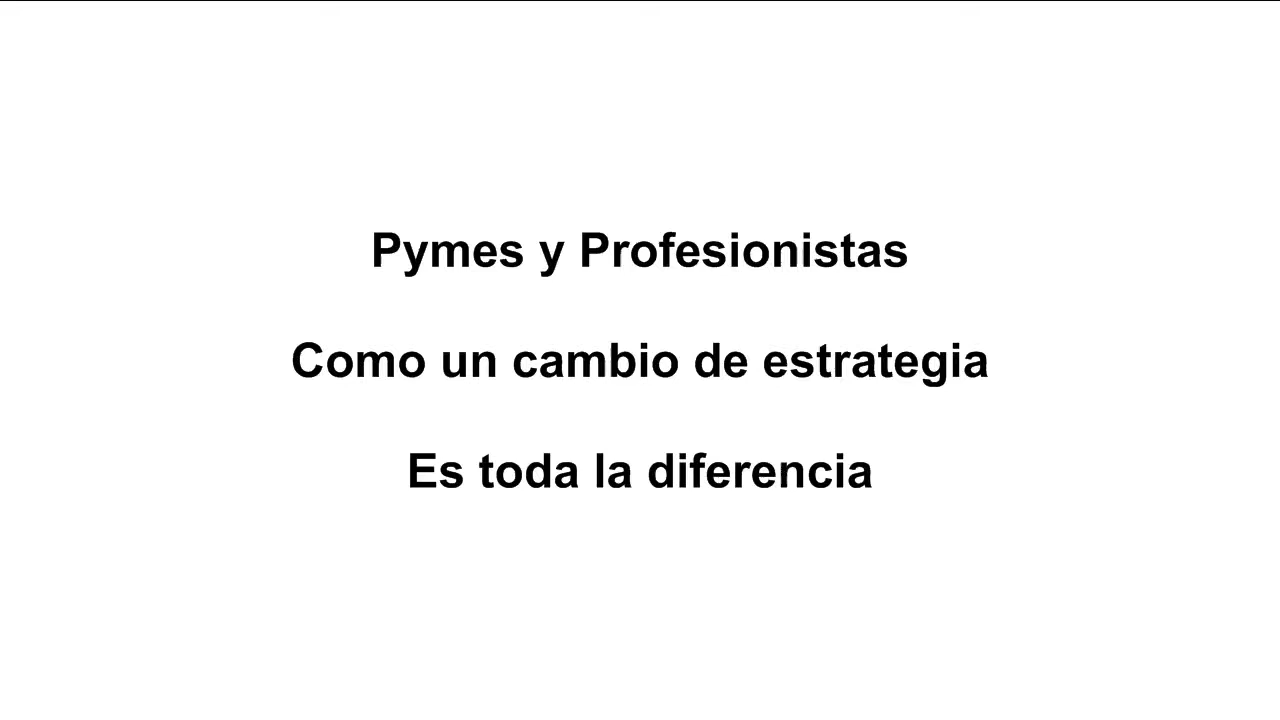 Pymes y Profesionistas
Como un cambio de estrategia
Es toda la diferencia